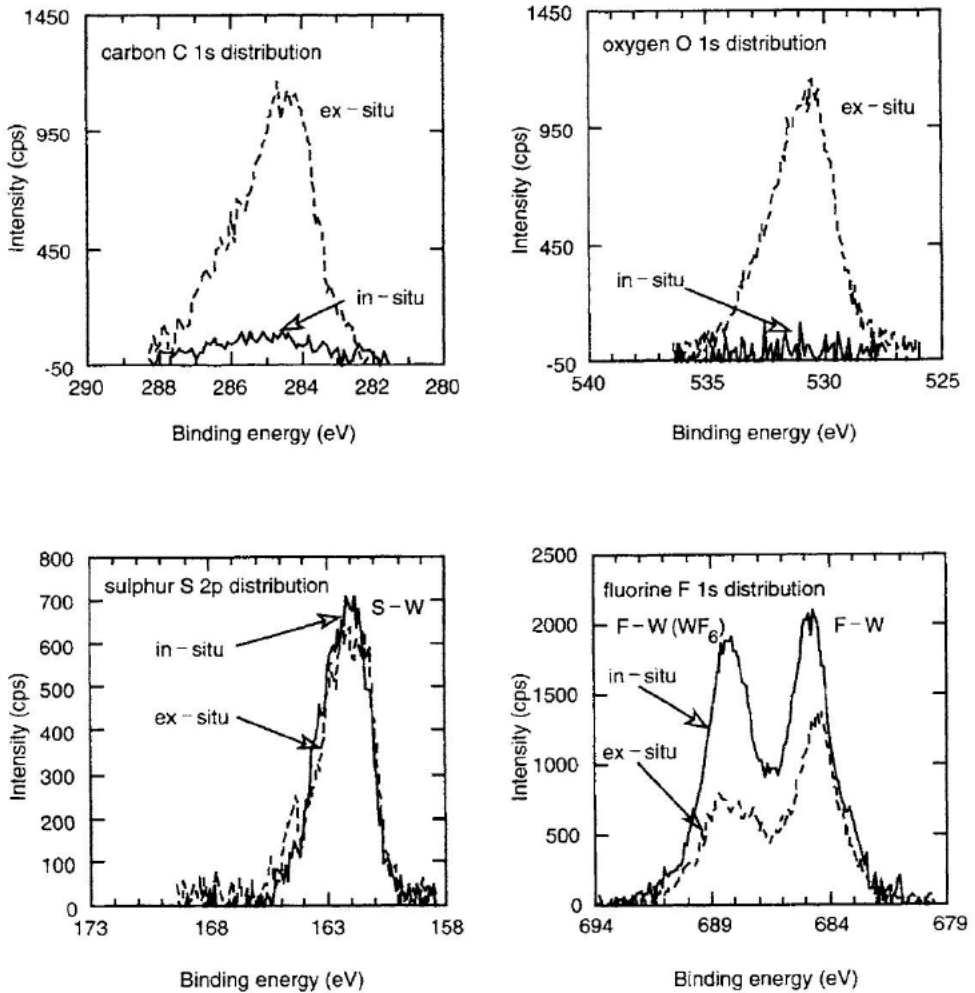 carbon C 1s distribution
ex-situ
in-situ
1450
950
450
-50
290 288 286 284 282 280
Intensity (cps)
Binding energy (eV)
oxygen O 1s distribution
ex-situ
in-situ
1450
950
450
-50
540 535 530 525
Intensity (cps)
Binding energy (eV)
sulphur S 2p distribution
S-W
in-situ
ex-situ
800
700
600
500
400
300
200
100
0
173 168 163 158
Intensity (cps)
Binding energy (eV)
fluorine F 1s distribution
F-W (WF6) F-W
in-situ
ex-situ
2500
2000
1500
1000
500
0
694 689 684 679
Intensity (cps)
Binding energy (eV)